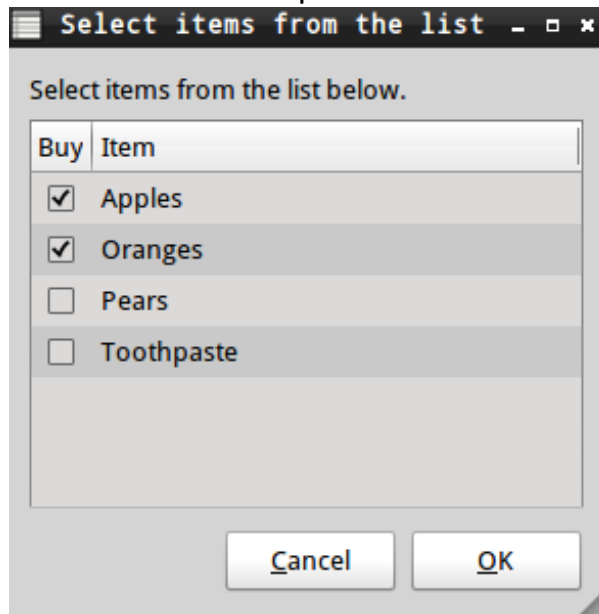 Select items from the list
Select items from the list below.
Buy Item
Apples
Oranges
Pears
Toothpaste
Cancel OK